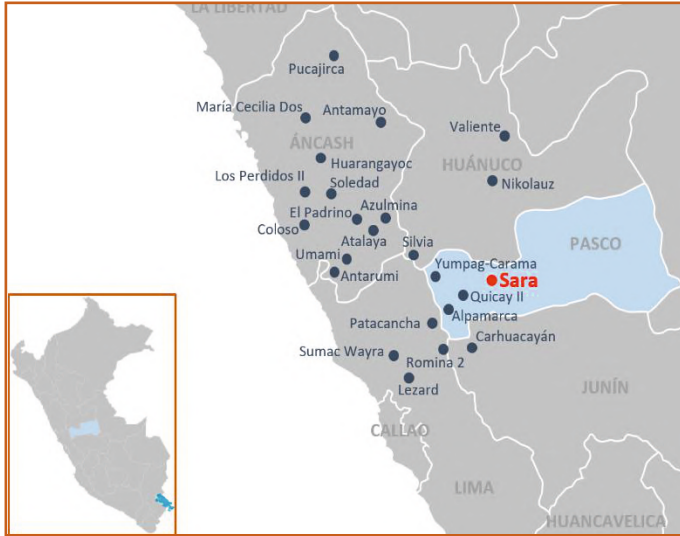 LA LIBERTAD
Pucajirca
María Cecilia Dos
Antamayo
Valiente
ÁNCASH
Huarangayoc
HUÁNUCO
Los Perdidos II
Soledad
Nikolauz
El Padrino
Azulmina
Coloso
Atalaya
Silvia
PASCO
Umami
Yumpag-Carama
Antarumi
Sara
Quicay II
Alpamarca
Patacancha
Carhuacayán
Sumac Wayra
Romina 2
Lezard
JUNÍN
CALLAO
LIMA
HUANCAVELICA